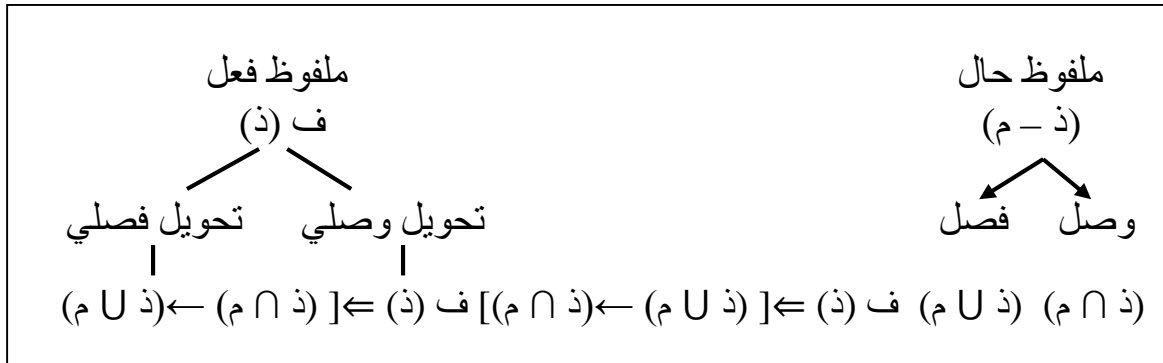 ملفوظ حال ملفوظ فعل
(ذ – م) ف (ذ)
وصل فصل تحويل وصلي تحويل فصلي
(ذ ∩ م) (ذ U م) ف (ذ) ⇐[ (ذ U م) ←(ذ ∩ م)] ف (ذ) ⇐[ (ذ ∩ م) ←(ذ U م)